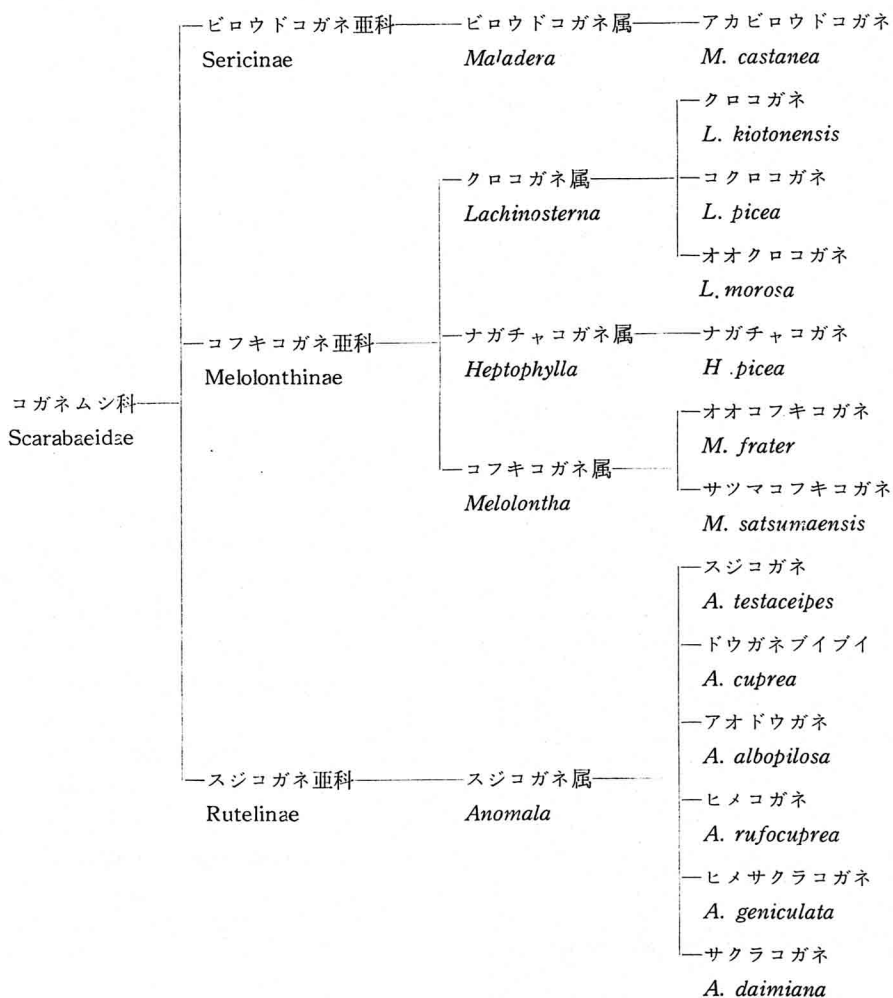 ビロウドコガネ亜科
Sericinae
ビロウドコガネ属
Maladera
アカビロウドコガネ
M. castanea
クロコガネ
L. kiotonensis
クロコガネ属
Lachinosterna
コクロコガネ
L. picea
オオクロコガネ
L. morosa
コフキコガネ亜科
Melolonthinae
ナガチャコガネ属
Heptophylla
ナガチャコガネ
H .picea
コガネムシ科
Scarabaeidae
オオコフキコガネ
M. frater
コフキコガネ属
Melolontha
サツマコフキコガネ
M. satsumaensis
スジコガネ
A. testaceipes
ドウガネブイブイ
A. cuprea
アオドウガネ
A. albopilosa
スジコガネ亜科
Rutelinae
スジコガネ属
Anomala
ヒメコガネ
A. rufocuprea
ヒメサクラコガネ
A. geniculata
サクラコガネ
A. daimiana